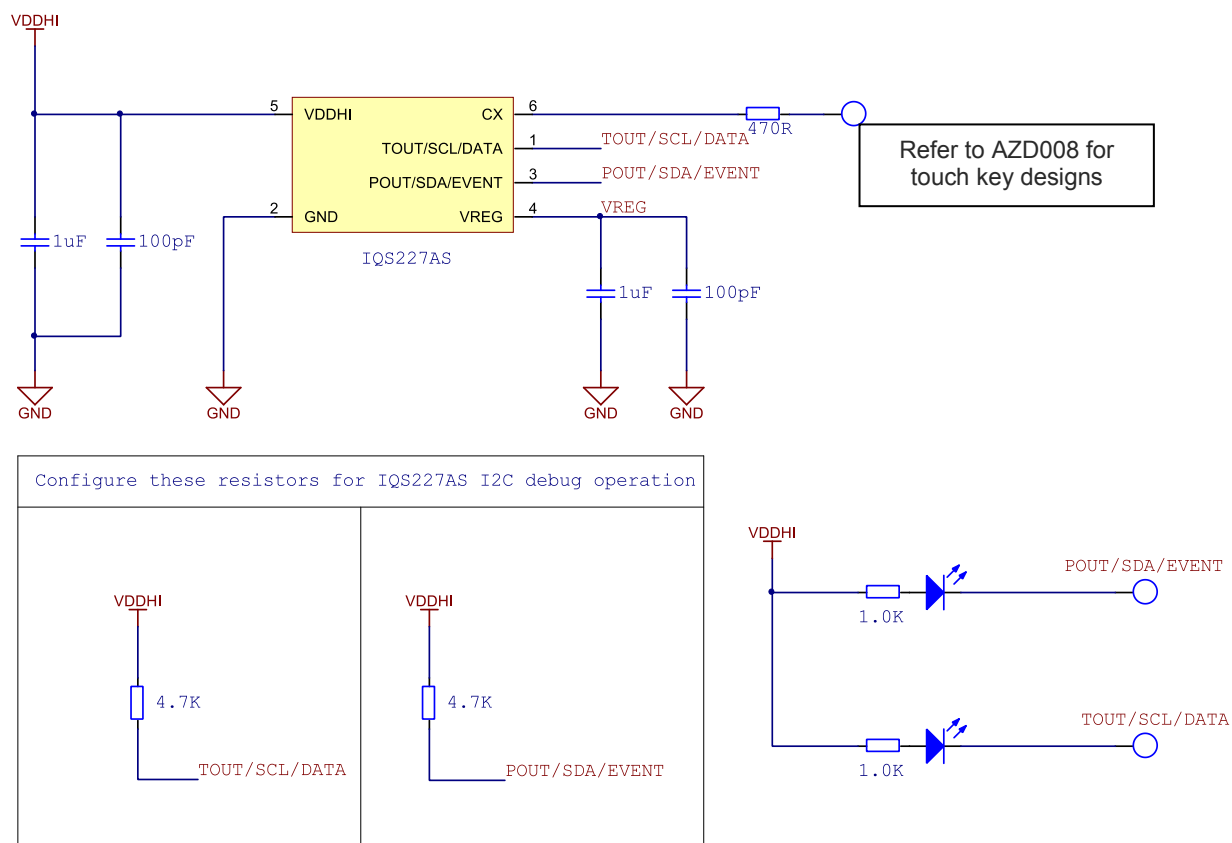 VDDHI
5
VDDHI
CX
6
470R
TOUT/SCL/DATA
1
TOUT/SCL/DATA
POUT/SDA/EVENT
3
POUT/SDA/EVENT
2
GND
VREG
4
VREG
IQS227AS
Refer to AZD008 for
touch key designs
1uF
100pF
1uF
100pF
GND
GND
GND
GND
Configure these resistors for IQS227AS I2C debug operation
VDDHI
4.7K
TOUT/SCL/DATA
VDDHI
4.7K
POUT/SDA/EVENT
VDDHI
1.0K
POUT/SDA/EVENT
1.0K
TOUT/SCL/DATA